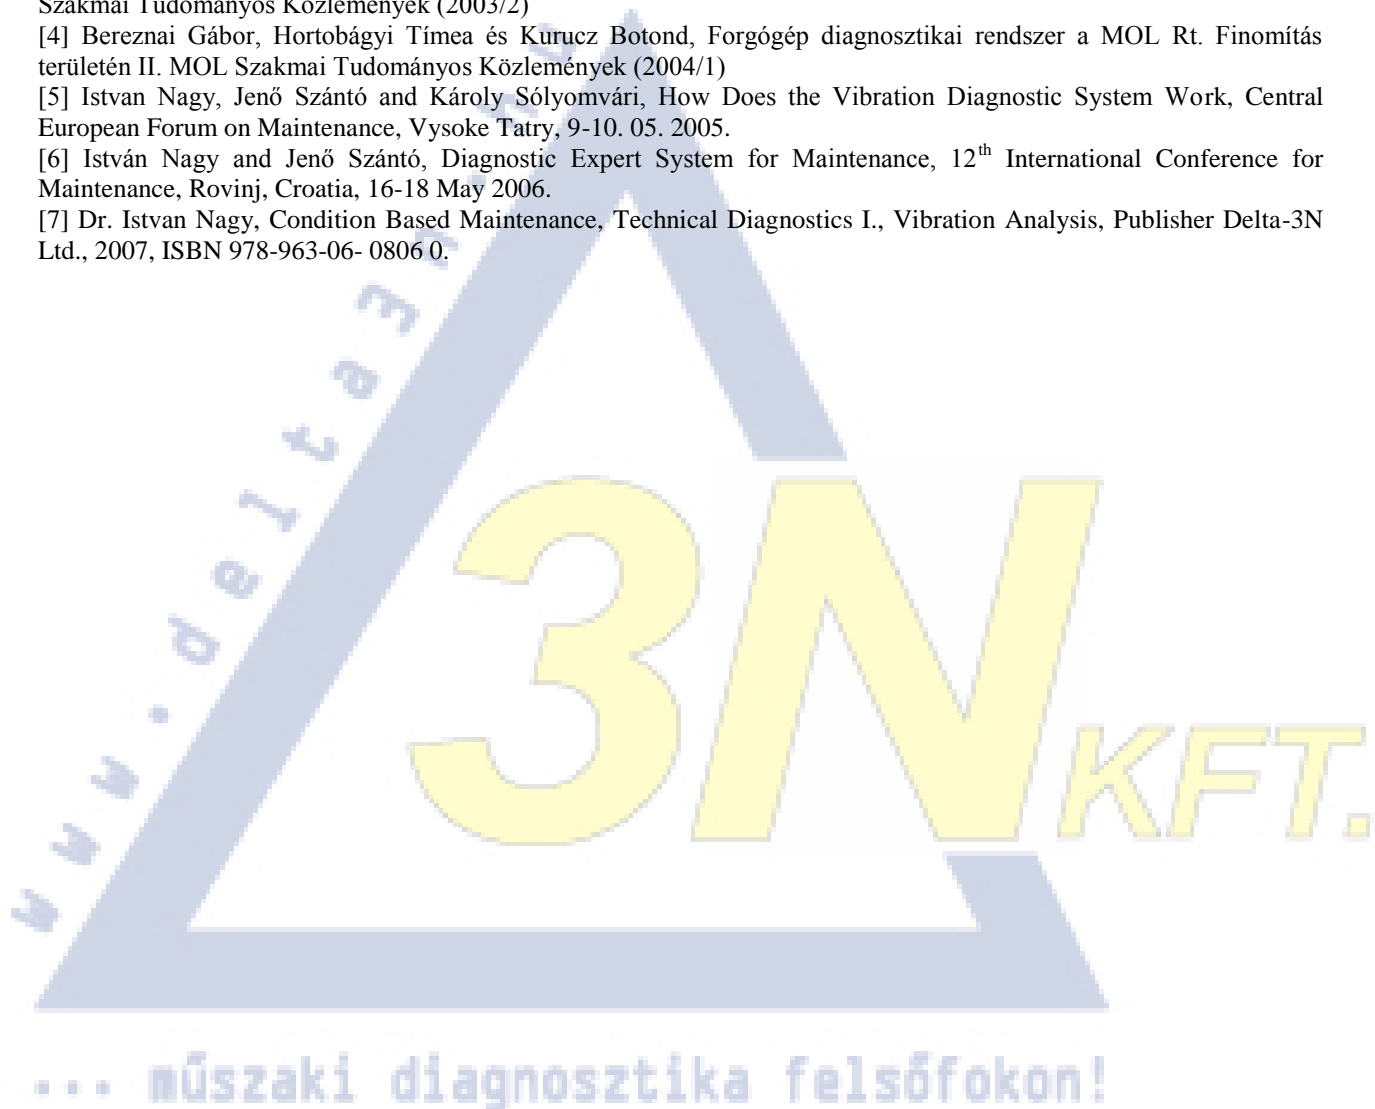 Szakmai Tudományos Közlemények (2003/2)
[4] Bereznai Gábor, Hortobágyi Tímea és Kurucz Botond, Forgógép diagnosztikai rendszer a MOL Rt. Finomítás
területén II. MOL Szakmai Tudományos Közlemények (2004/1)
[5] Istvan Nagy, Jenő Szántó and Károly Sólyomvári, How Does the Vibration Diagnostic System Work, Central
European Forum on Maintenance, Vysoke Tatry, 9-10. 05. 2005.
[6] István Nagy and Jenő Szántó, Diagnostic Expert System for Maintenance, 12th International Conference for
Maintenance, Rovinj, Croatia, 16-18 May 2006.
[7] Dr. Istvan Nagy, Condition Based Maintenance, Technical Diagnostics I., Vibration Analysis, Publisher Delta-3N
Ltd., 2007, ISBN 978-963-06- 0806 0.
www.delta3n.hu
3N KFT.
... műszaki diagnosztika felsőfokon!